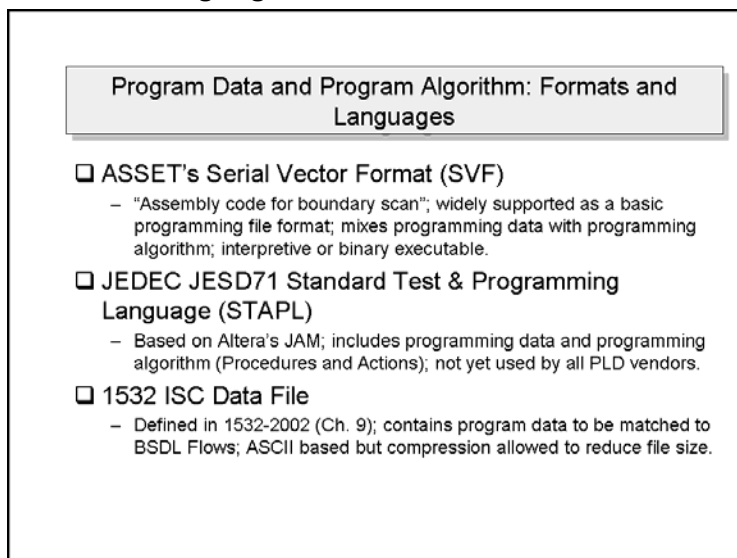 Program Data and Program Algorithm: Formats and
Languages
❑ ASSET's Serial Vector Format (SVF)
– “Assembly code for boundary scan”; widely supported as a basic
programming file format; mixes programming data with programming
algorithm; interpretive or binary executable.
❑ JEDEC JESD71 Standard Test & Programming
Language (STAPL)
– Based on Altera's JAM; includes programming data and programming
algorithm (Procedures and Actions); not yet used by all PLD vendors.
❑ 1532 ISC Data File
– Defined in 1532-2002 (Ch. 9); contains program data to be matched to
BSDL Flows; ASCII based but compression allowed to reduce file size.